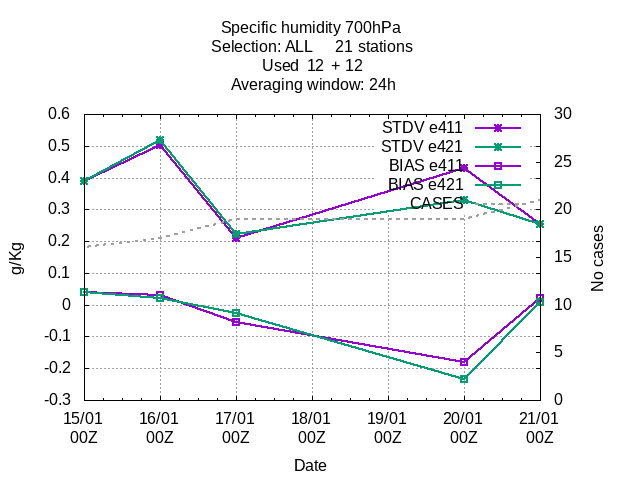 Specific humidity 700hPa
Selection: ALL     21 stations
Used  12  + 12
Averaging window: 24h
0.6
0.5
0.4
0.3
0.2
0.1
0
-0.1
-0.2
-0.3
g/Kg
30
25
20
15
10
5
0
No cases
STDV e411
STDV e421
BIAS e411
BIAS e421
CASES
15/01 16/01 17/01 18/01 19/01 20/01 21/01
00Z 00Z 00Z 00Z 00Z 00Z 00Z
Date